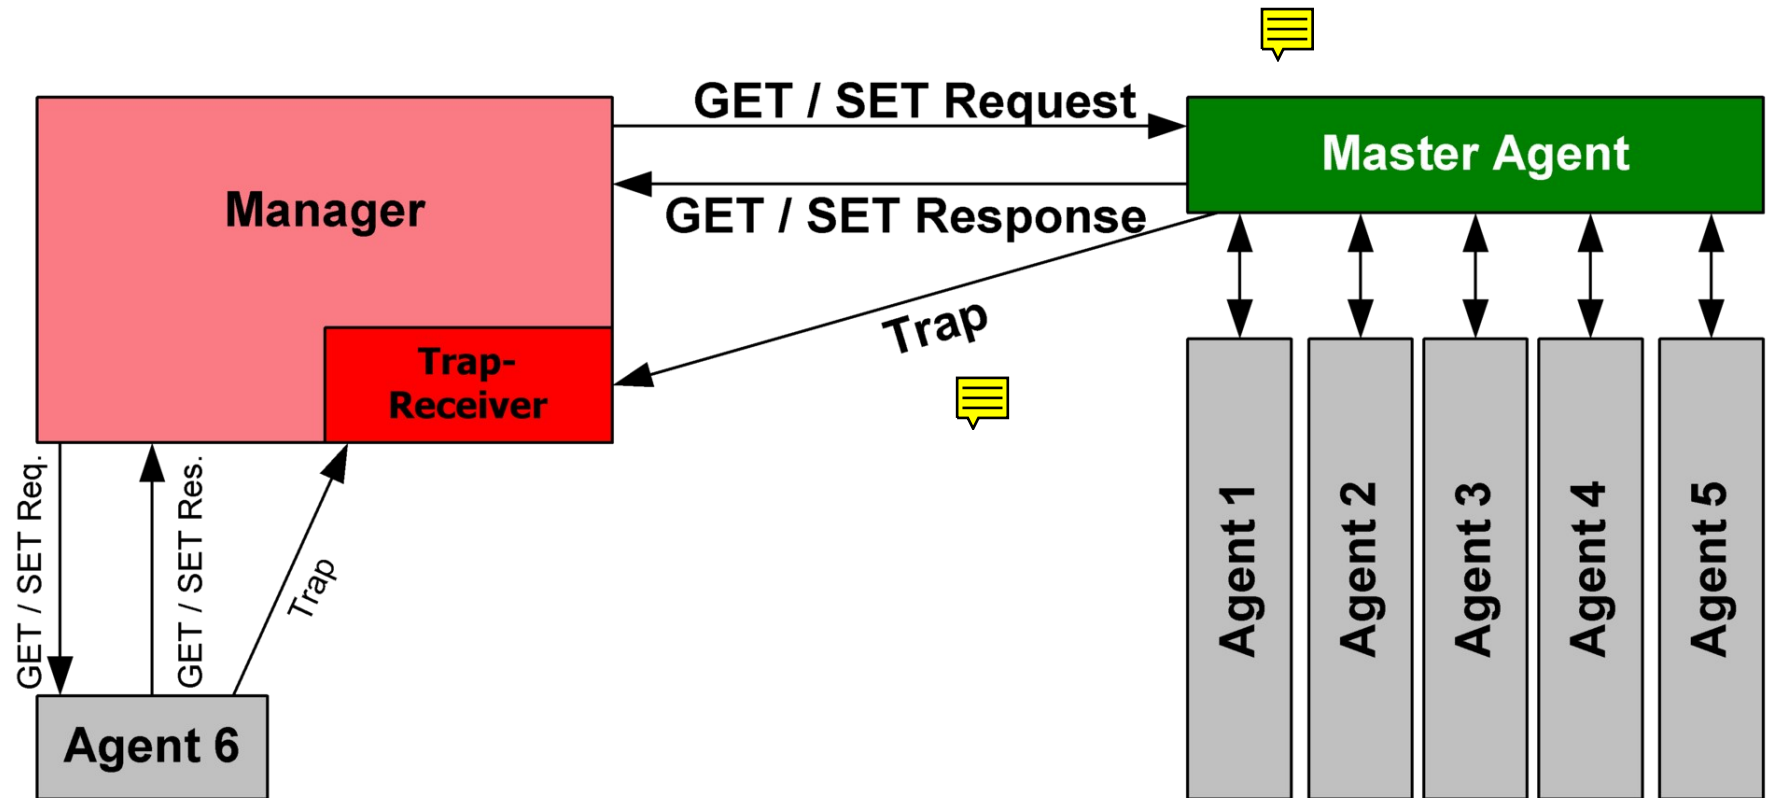 GET / SET Request
Master Agent
Manager
GET / SET Response
Trap
Trap-
Receiver
GET / SET Req.
GET / SET Res.
Trap
Agent 1
Agent 2
Agent 3
Agent 4
Agent 5
Agent 6